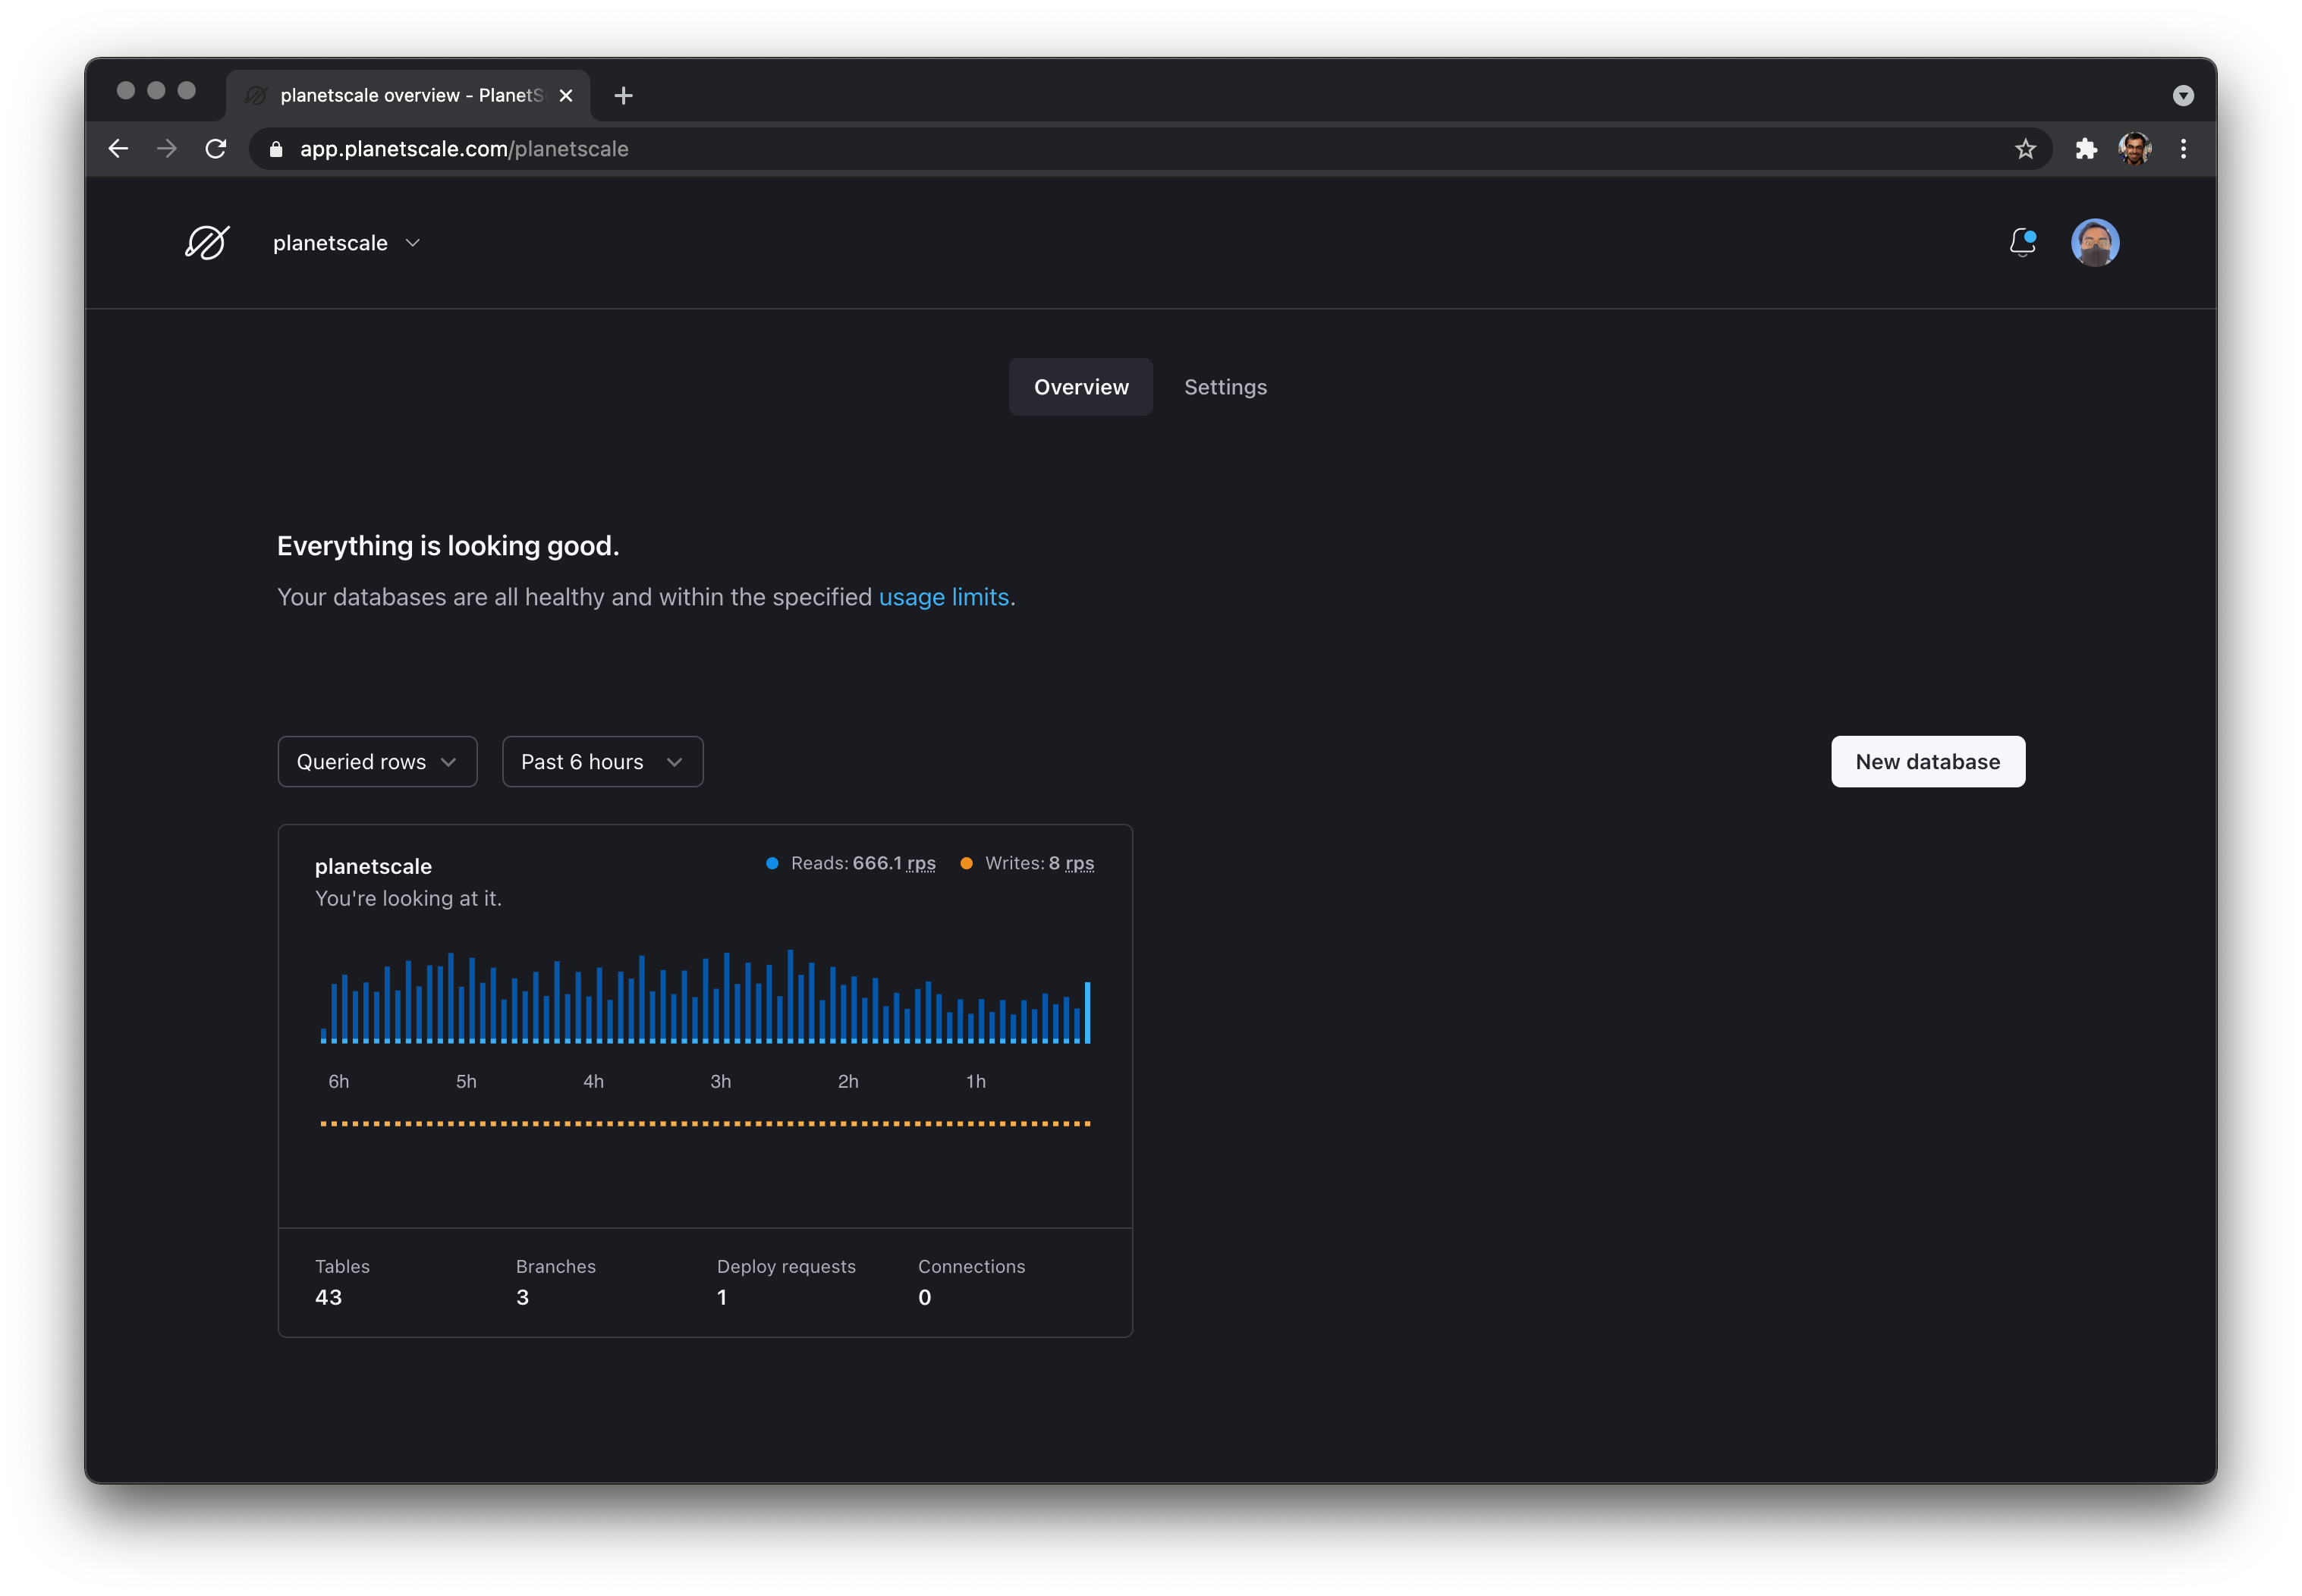 planetscale overview - PlanetS
app.planetscale.com/planetscale
planetscale
Overview Settings
Everything is looking good.
Your databases are all healthy and within the specified usage limits.
Queried rows Past 6 hours New database
planetscale Reads: 666.1 rps Writes: 8 rps
You're looking at it.
6h 5h 4h 3h 2h 1h
Tables Branches Deploy requests Connections
43 3 1 0